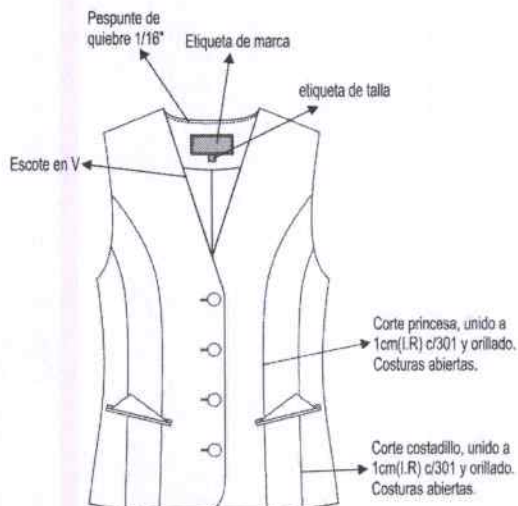 Pespunte de
quiebre 1/16"
Etiqueta de marca
etiqueta de talla
Escote en V
Corte princesa, unido a
1cm(I.R) c/301 y orillado.
Costuras abiertas.
Corte costadillo, unido a
1cm(I.R) c/301 y orillado.
Costuras abiertas.